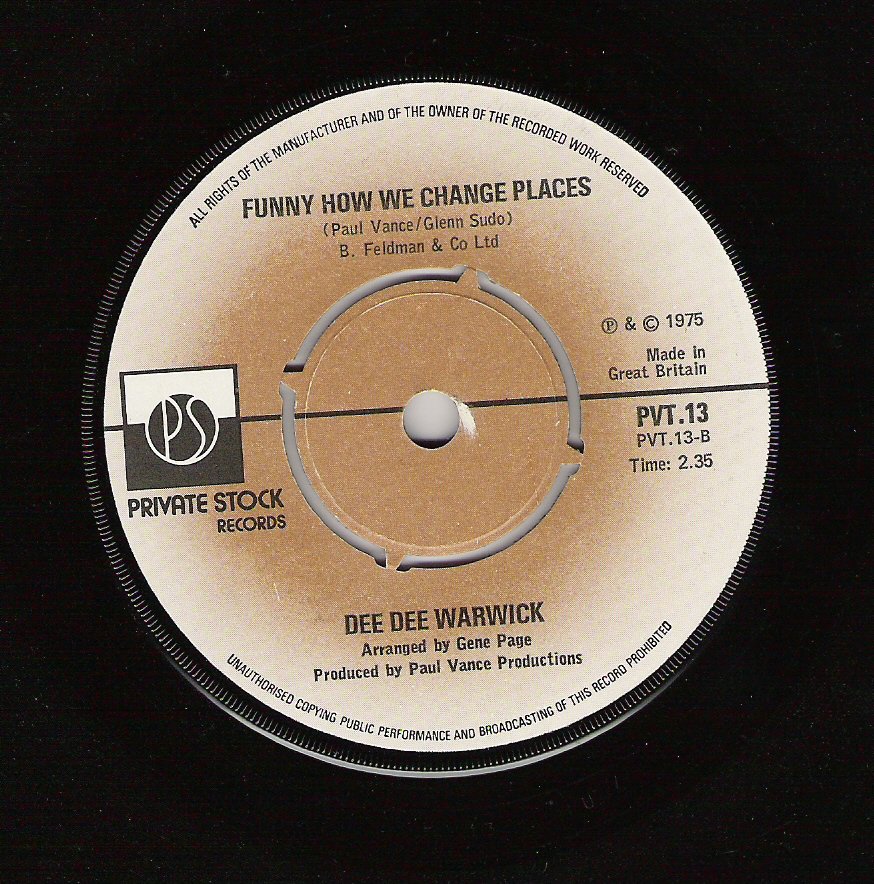 ALL RIGHTS OF THE MANUFACTURER AND OF THE OWNER OF THE RECORDED WORK RESERVED
FUNNY HOW WE CHANGE PLACES
(Paul Vance/Glenn Sudo)
B. Feldman & Co Ltd
℗ & © 1975
Made in
Great Britain
PVT.13
PVT.13-B
Time: 2.35
PS
PRIVATE STOCK
RECORDS
DEE DEE WARWICK
Arranged by Gene Page
Produced by Paul Vance Productions
UNAUTHORISED COPYING PUBLIC PERFORMANCE AND BROADCASTING OF THIS RECORD PROHIBITED